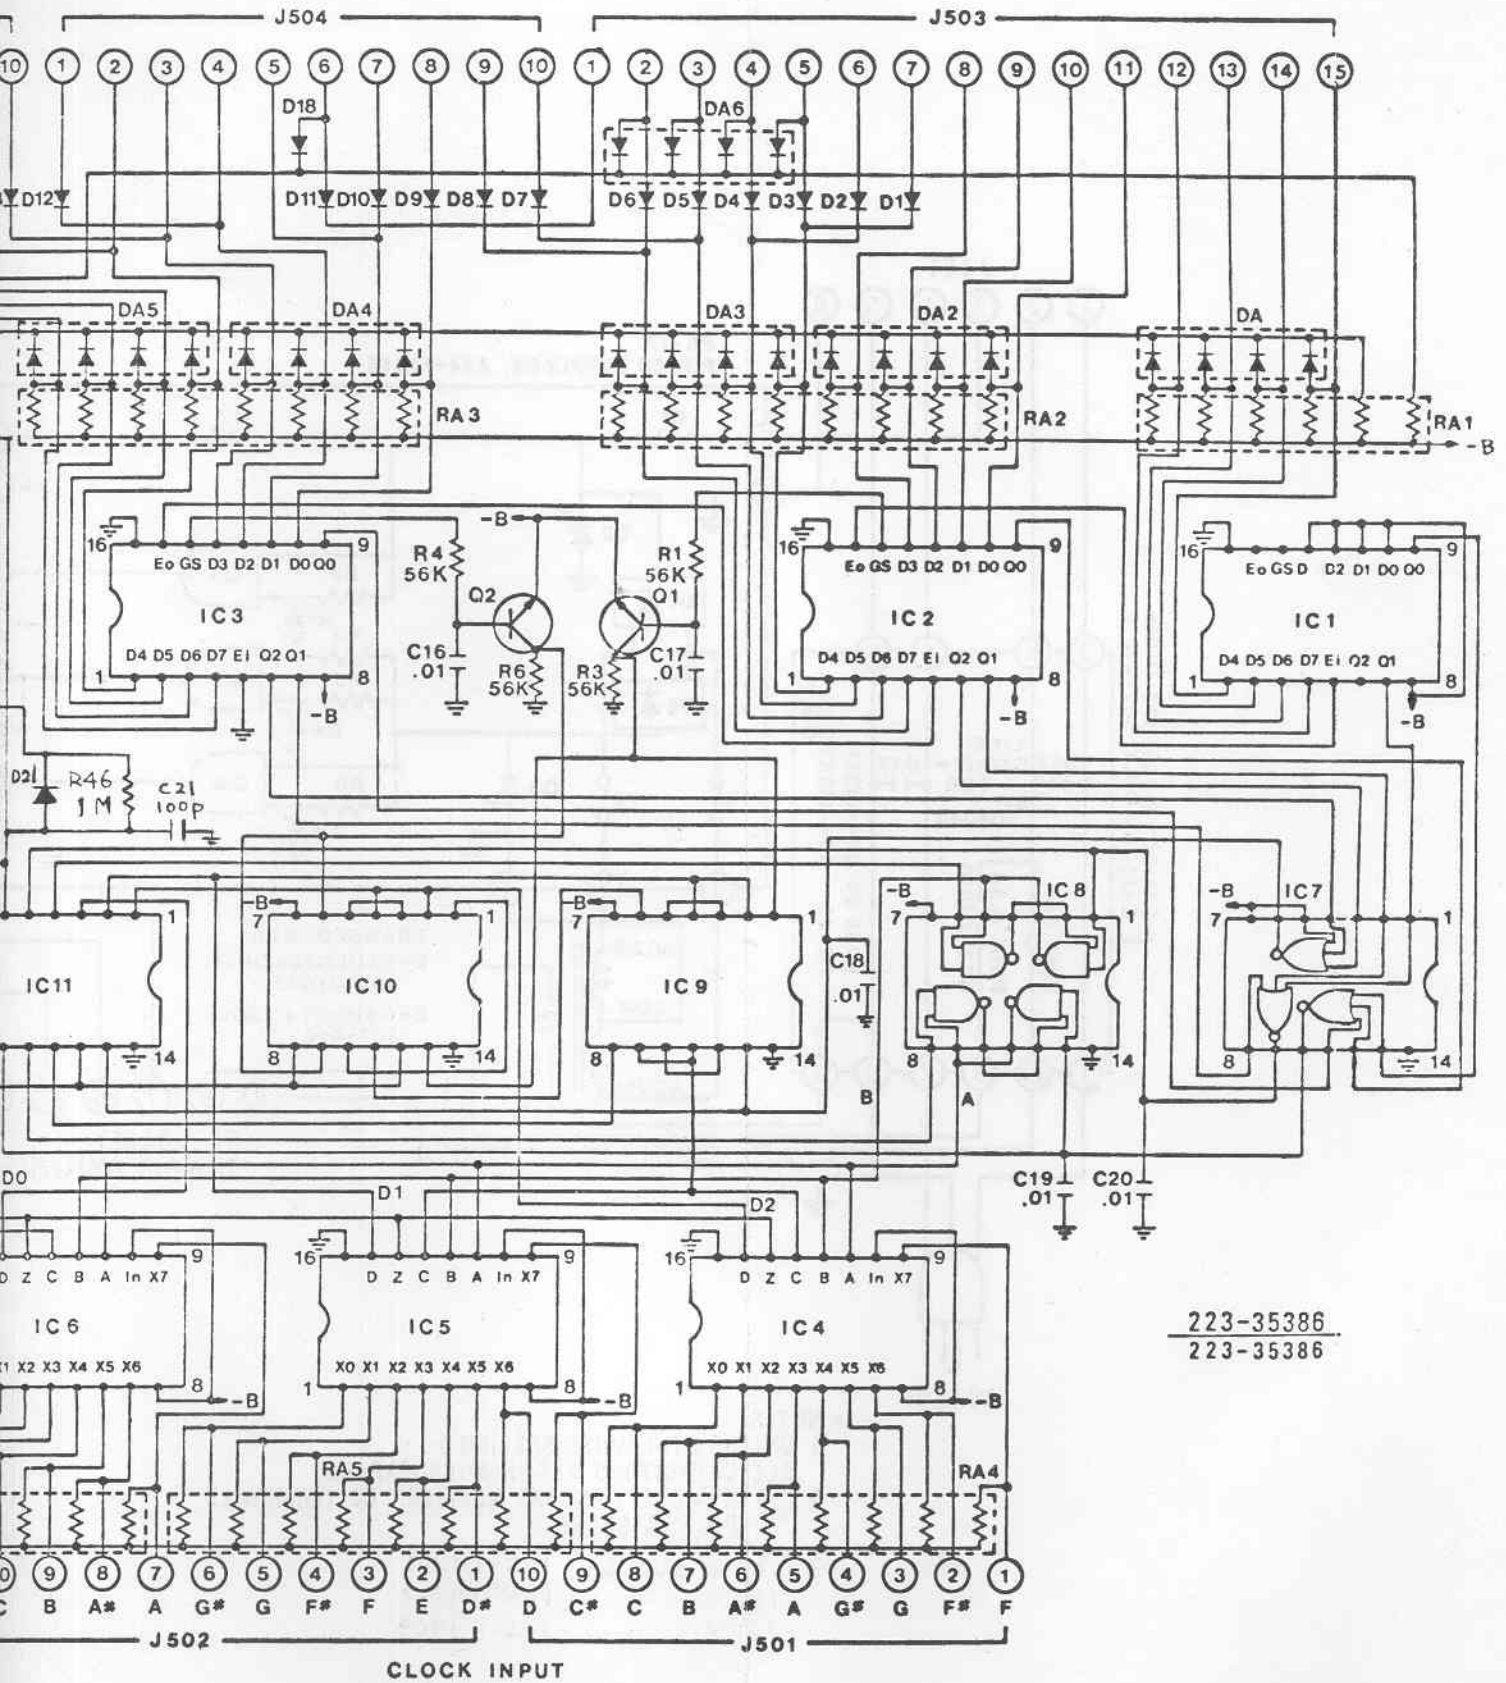 J504 J503
10 1 2 3 4 5 6 7 8 9 10 1 2 3 4 5 6 7 8 9 10 11 12 13 14 15
D18 DA6
D12 D11 D10 D9 D8 D7 D6 D5 D4 D3 D2 D1
DA5 DA4 DA3 DA2 DA
RA3 RA2 RA1
-B
-B
16 9 R4 R1 16 9 16 9
56K 56K
Eo GS D3 D2 D1 D0 Q0 Eo GS D3 D2 D1 D0 Q0 Eo GS D D2 D1 D0 Q0
Q2 Q1
IC3 IC2 IC1
C16 C17
.01 .01
D4 D5 D6 D7 Ei Q2 Q1 D4 D5 D6 D7 Ei Q2 Q1 D4 D5 D6 D7 Ei Q2 Q1
R6 R3
56K 56K
1 8 1 8 1 8
-B -B -B
D21 R46 C21
1M 100p
-B -B -B IC8 -B IC7
1 7 1 7 1 7 1 7 1
IC11 IC10 IC9 C18
.01
14 8 14 8 14 8 14 8 14
B A
C19 C20
.01 .01
D0 D1 D2
9 16 9 16 9
D Z C B A In X7 D Z C B A In X7 D Z C B A In X7
IC6 IC5 IC4
223-35386
223-35386
X1 X2 X3 X4 X5 X6 X0 X1 X2 X3 X4 X5 X6 X0 X1 X2 X3 X4 X5 X6
8 1 8 1 8
-B -B -B
RA5 RA4
0 9 8 7 6 5 4 3 2 1 10 9 8 7 6 5 4 3 2 1
C B A# A G# G F# F E D# D C# C B A# A G# G F# F
J502 J501
CLOCK INPUT